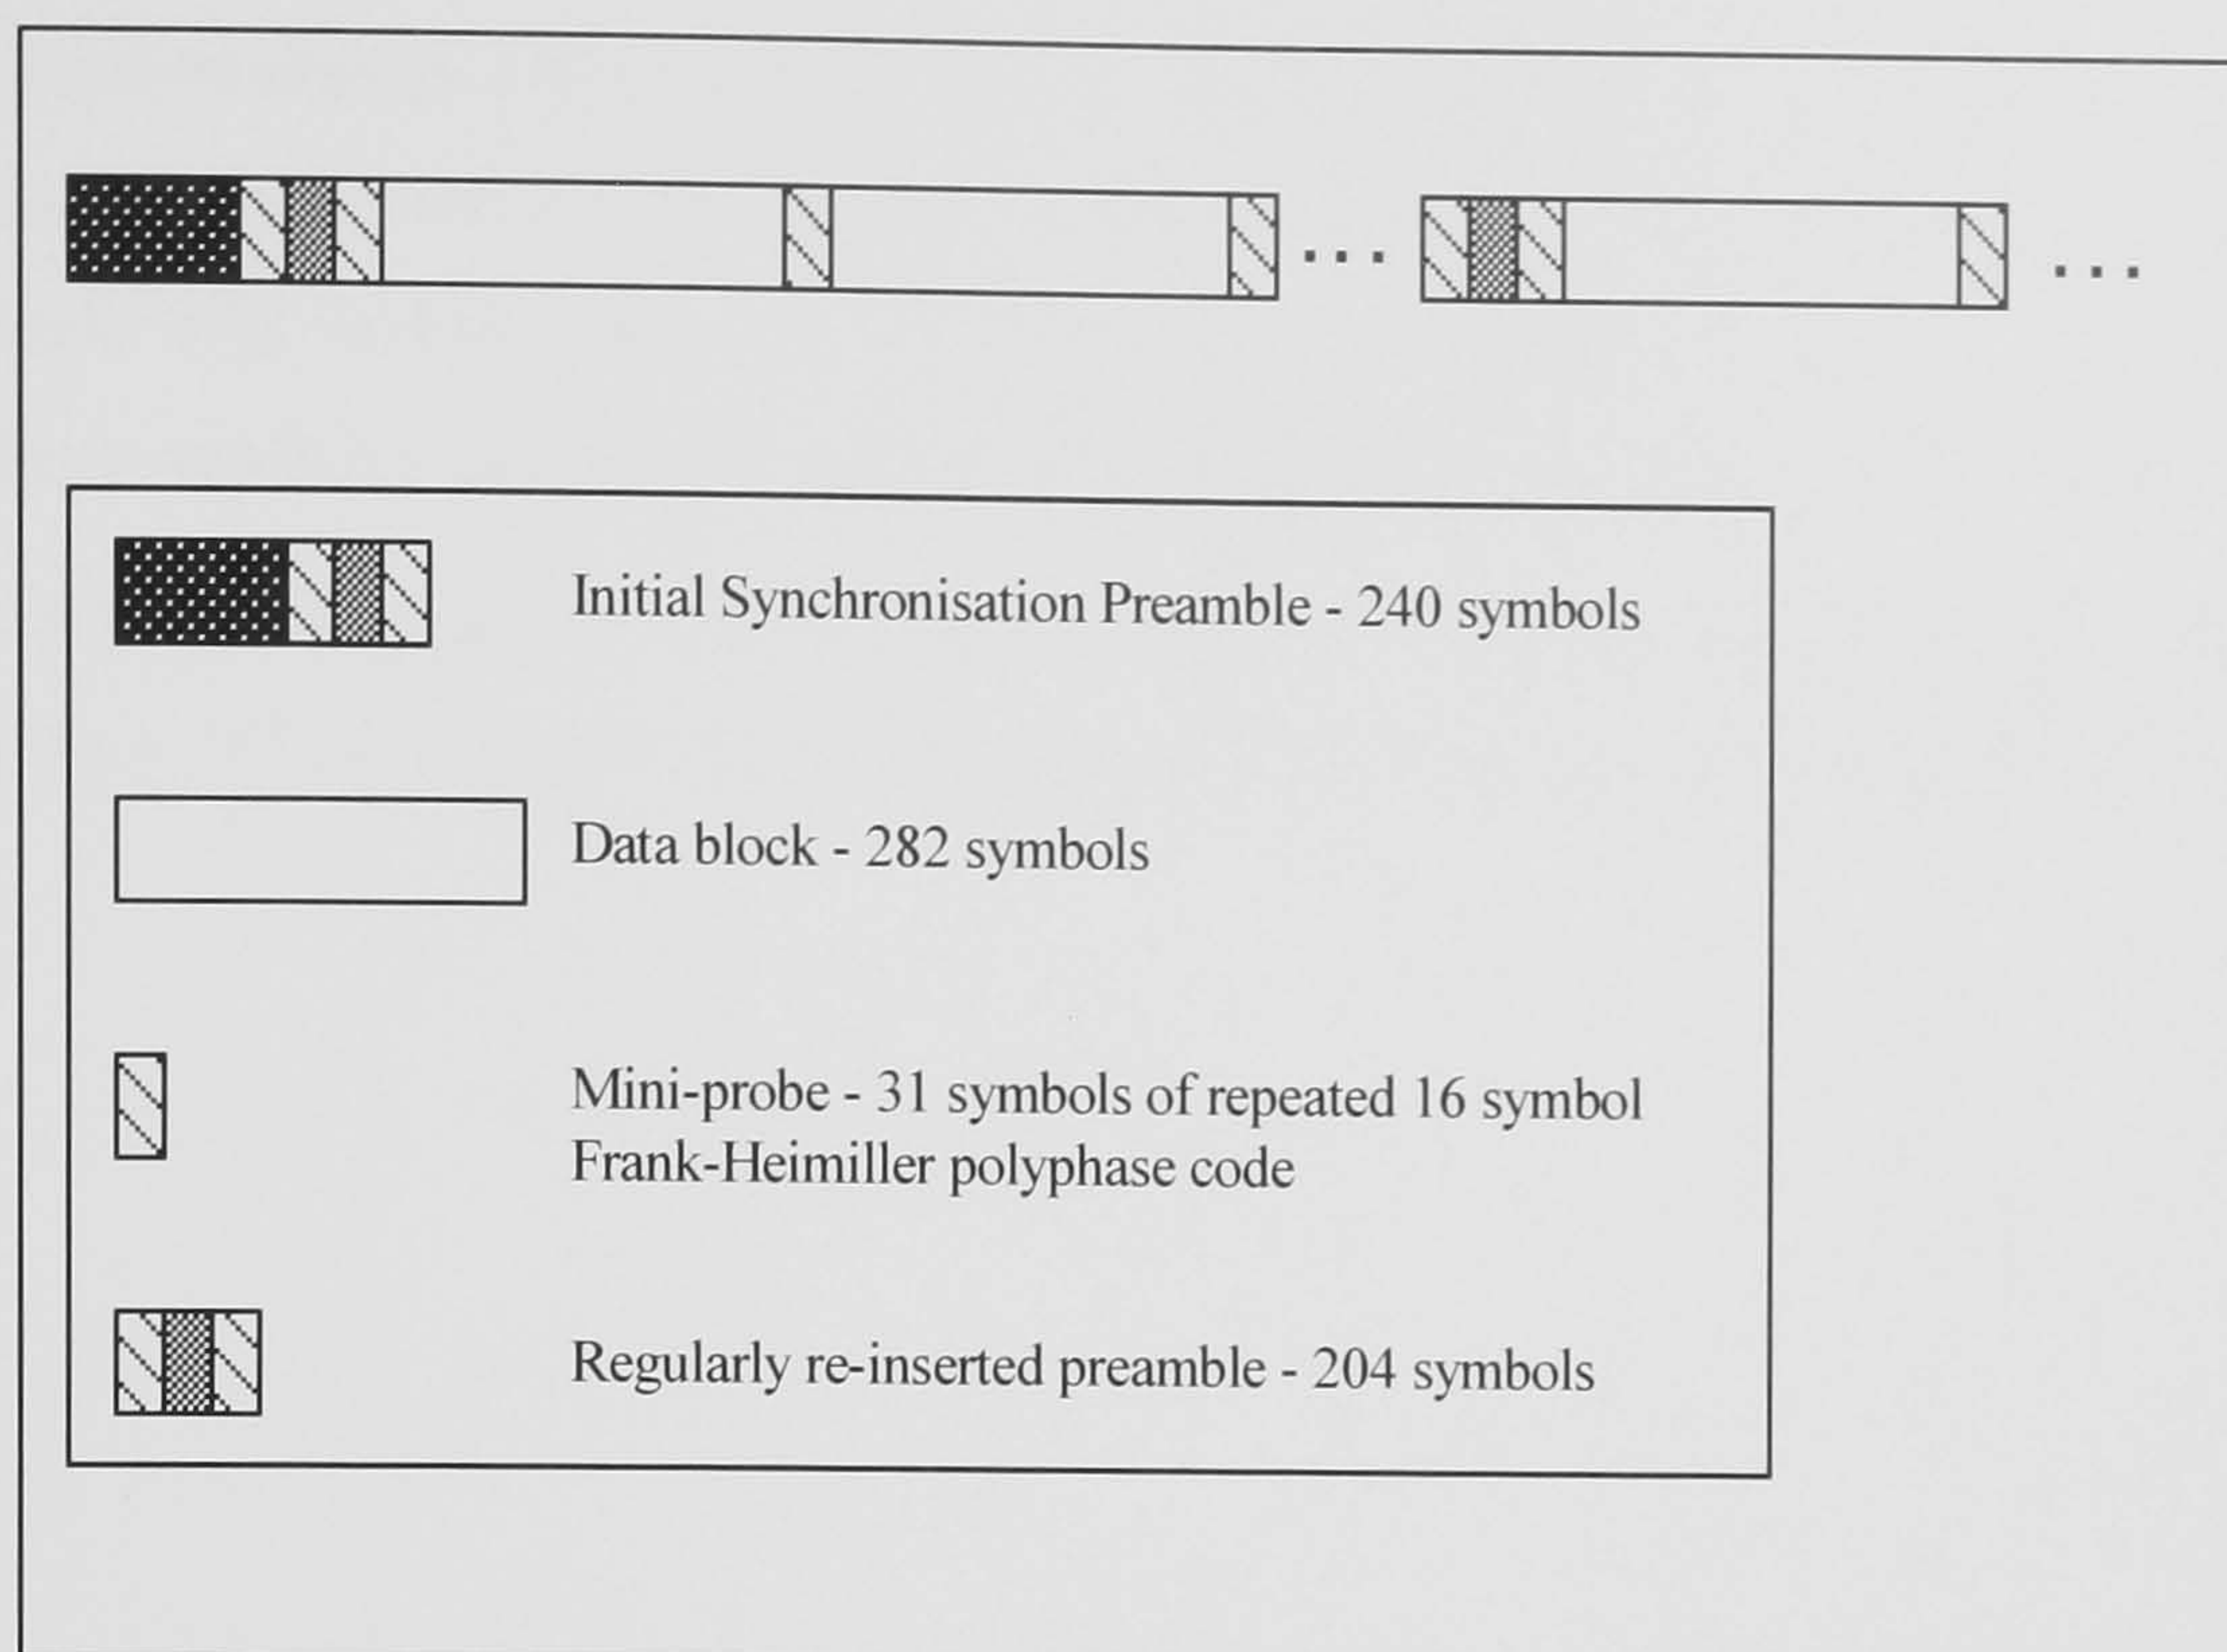 Initial Synchronisation Preamble - 240 symbols
Data block - 282 symbols
Mini-probe - 31 symbols of repeated 16 symbol
Frank-Heimiller polyphase code
Regularly re-inserted preamble - 204 symbols